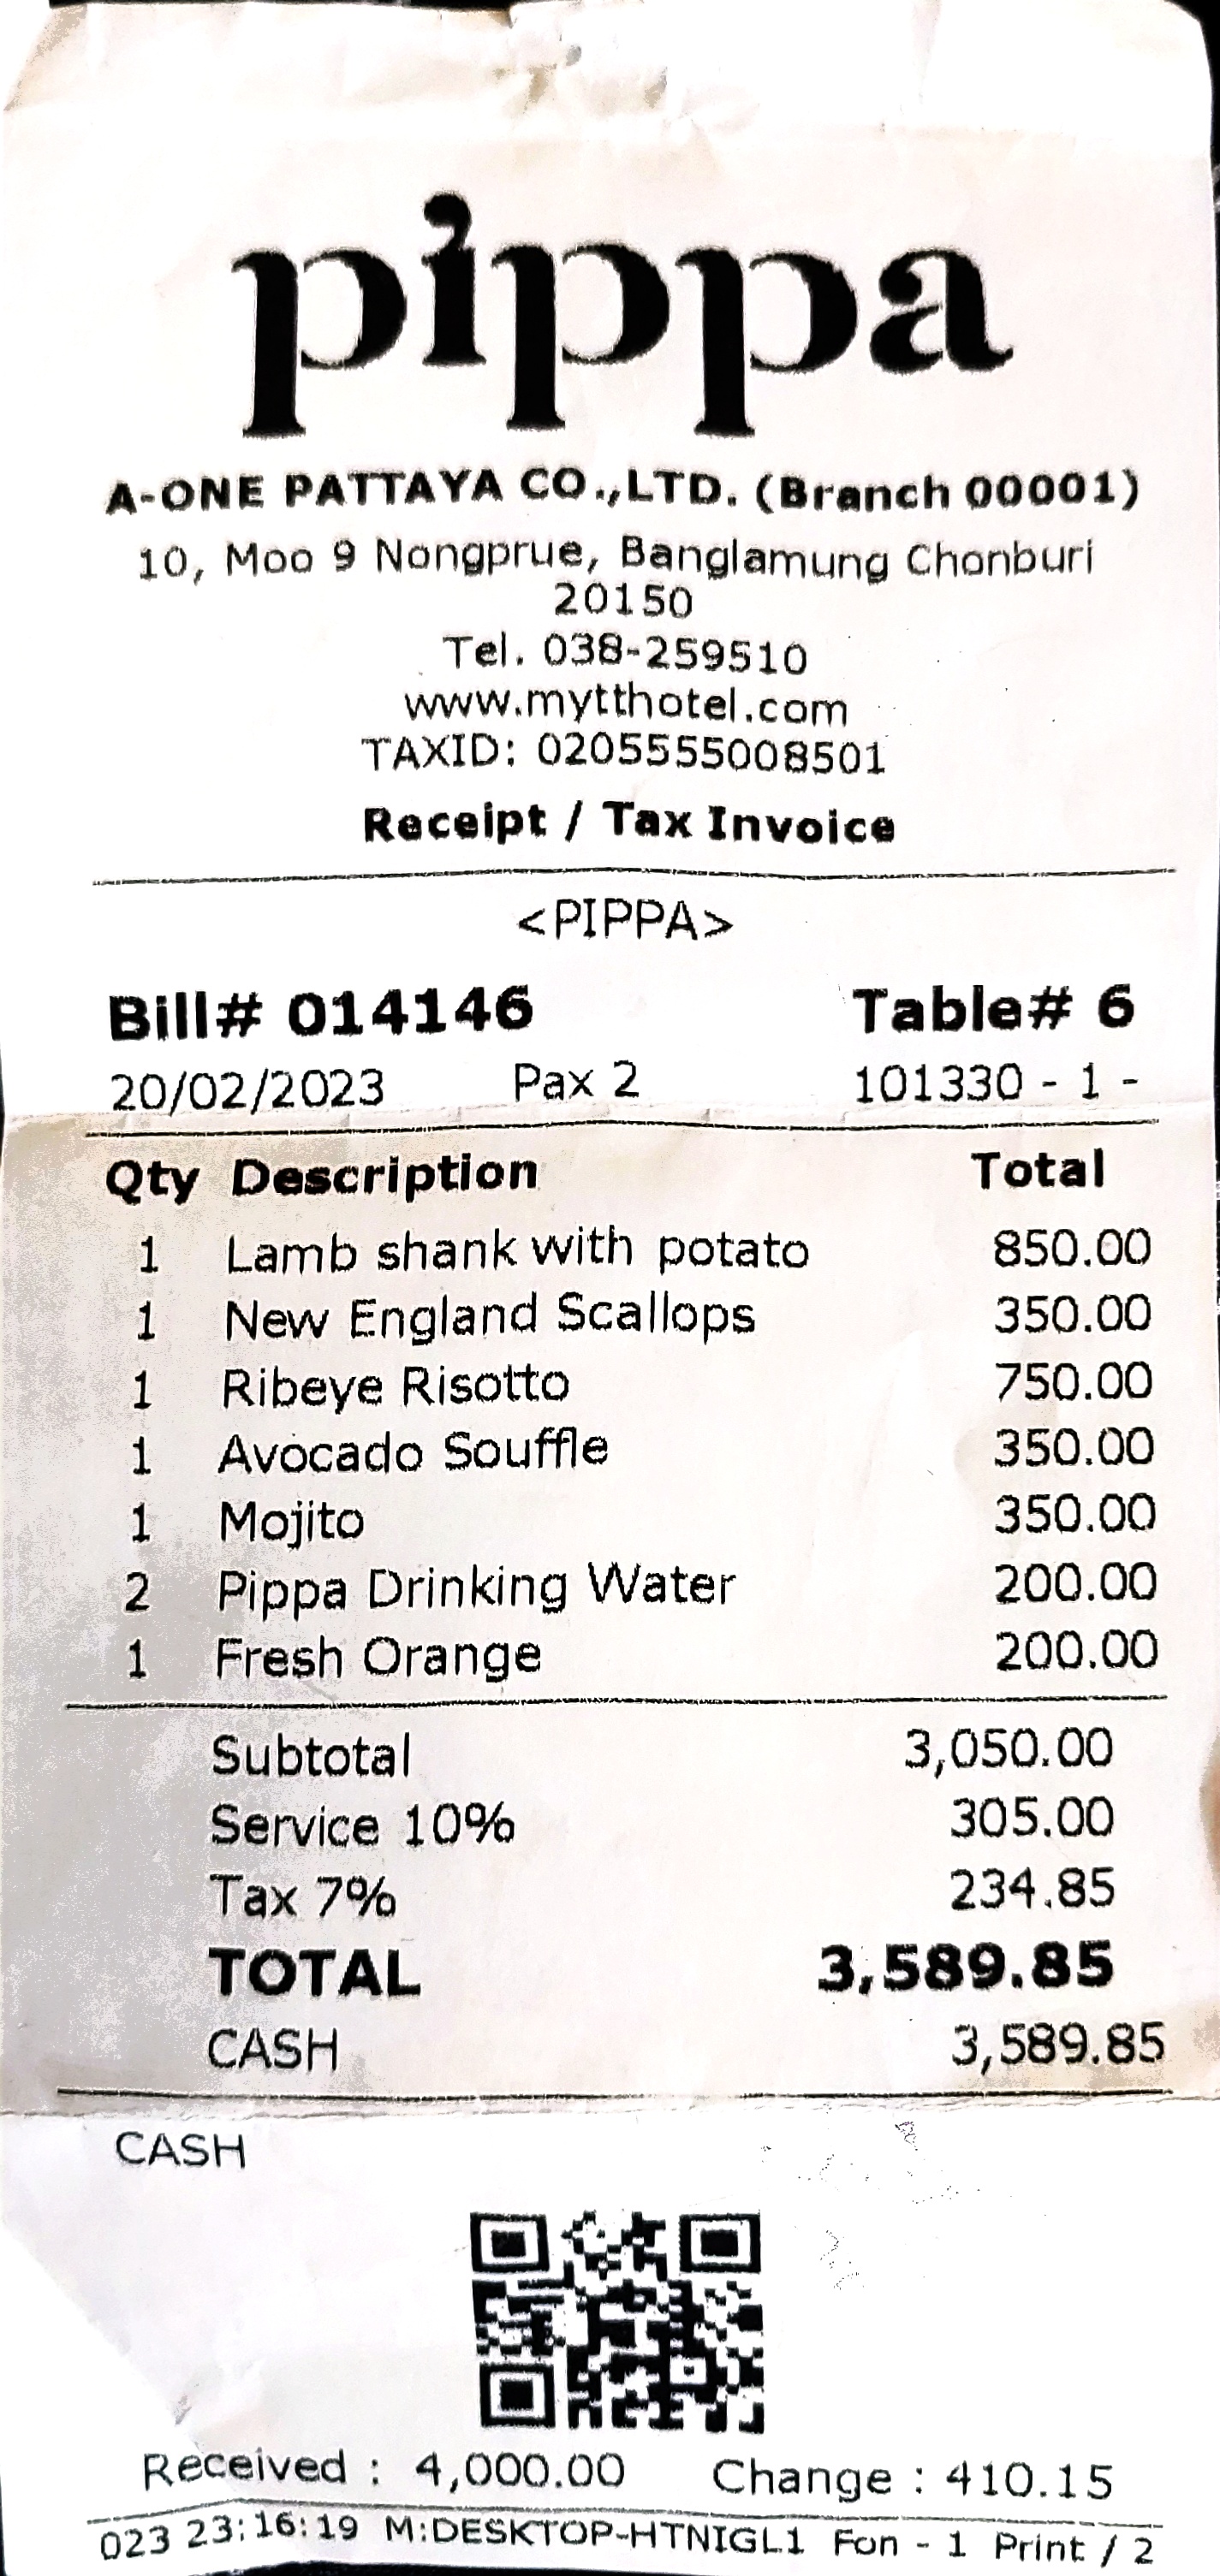 pippa
A-ONE PATTAYA CO.,LTD. (Branch 00001)
10, Moo 9 Nongprue, Banglamung Chonburi
20150
Tel. 038-259510
www.mytthotel.com
TAXID: 0205555008501
Receipt / Tax Invoice
<PIPPA>
Bill# 014146 Table# 6
20/02/2023 Pax 2 101330 - 1 -
Qty Description Total
1 Lamb shank with potato 850.00
1 New England Scallops 350.00
1 Ribeye Risotto 750.00
1 Avocado Souffle 350.00
1 Mojito 350.00
2 Pippa Drinking Water 200.00
1 Fresh Orange 200.00
Subtotal 3,050.00
Service 10% 305.00
Tax 7% 234.85
TOTAL 3,589.85
CASH 3,589.85
CASH
Received : 4,000.00 Change : 410.15
023 23:16:19 M:DESKTOP-HTNIGL1 Fon - 1 Print / 2